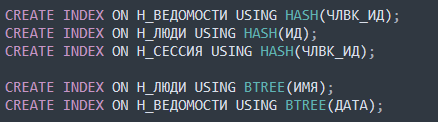 CREATE INDEX ON Н_ВЕДОМОСТИ USING HASH(ЧЛВК_ИД);
CREATE INDEX ON Н_ЛЮДИ USING HASH(ИД);
CREATE INDEX ON Н_СЕССИЯ USING HASH(ЧЛВК_ИД);
CREATE INDEX ON Н_ЛЮДИ USING BTREE(ИМЯ);
CREATE INDEX ON Н_ВЕДОМОСТИ USING BTREE(ДАТА);